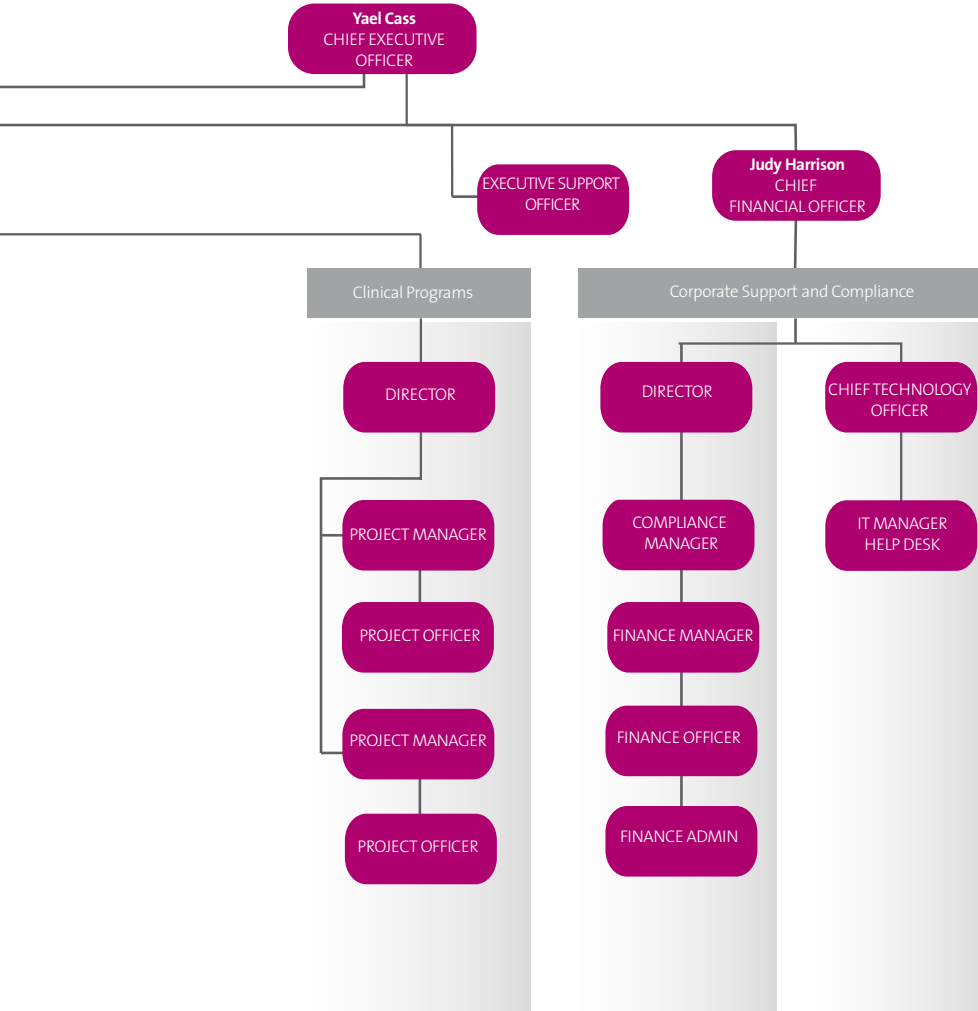 Yael Cass
CHIEF EXECUTIVE
OFFICER
EXECUTIVE SUPPORT
OFFICER
Judy Harrison
CHIEF
FINANCIAL OFFICER
Clinical Programs
Corporate Support and Compliance
DIRECTOR
PROJECT MANAGER
PROJECT OFFICER
PROJECT MANAGER
PROJECT OFFICER
DIRECTOR
COMPLIANCE
MANAGER
FINANCE MANAGER
FINANCE OFFICER
FINANCE ADMIN
CHIEF TECHNOLOGY
OFFICER
IT MANAGER
HELP DESK